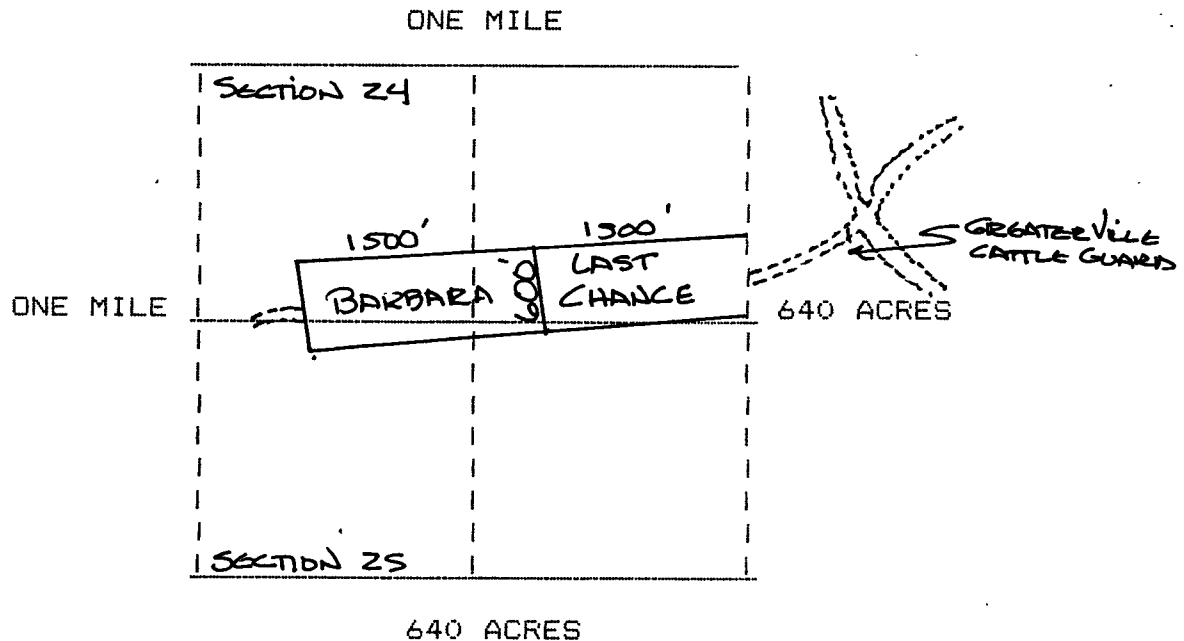 ONE MILE
SECTION 24
1500'
1300'
GREATERVILLE
CATTLE GUARD
BARBARA
600'
LAST
CHANCE
ONE MILE
640 ACRES
SECTION 25
640 ACRES